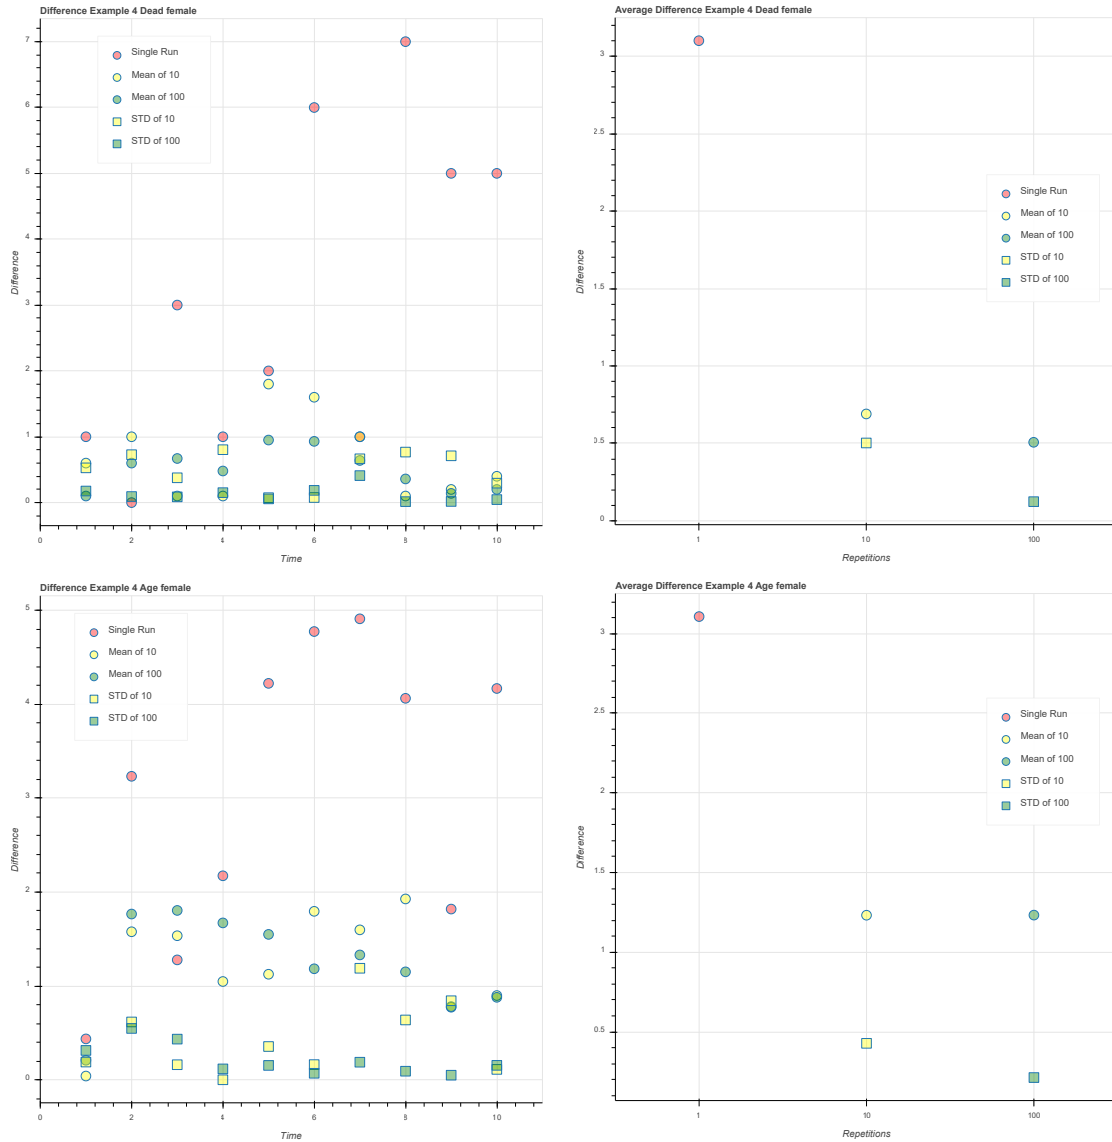 Difference Example 4 Dead female
7
6
5
4
3
2
1
0
Difference
Single Run
Mean of 10
Mean of 100
STD of 10
STD of 100
0 2 4 6 8 10
Time
Average Difference Example 4 Dead female
3
2.5
2
1.5
1
0.5
0
Difference
Single Run
Mean of 10
Mean of 100
STD of 10
STD of 100
1 10 100
Repetitions
Difference Example 4 Age female
5
4
3
2
1
0
Difference
Single Run
Mean of 10
Mean of 100
STD of 10
STD of 100
0 2 4 6 8 10
Time
Average Difference Example 4 Age female
3
2.5
2
1.5
1
0.5
Difference
Single Run
Mean of 10
Mean of 100
STD of 10
STD of 100
1 10 100
Repetitions